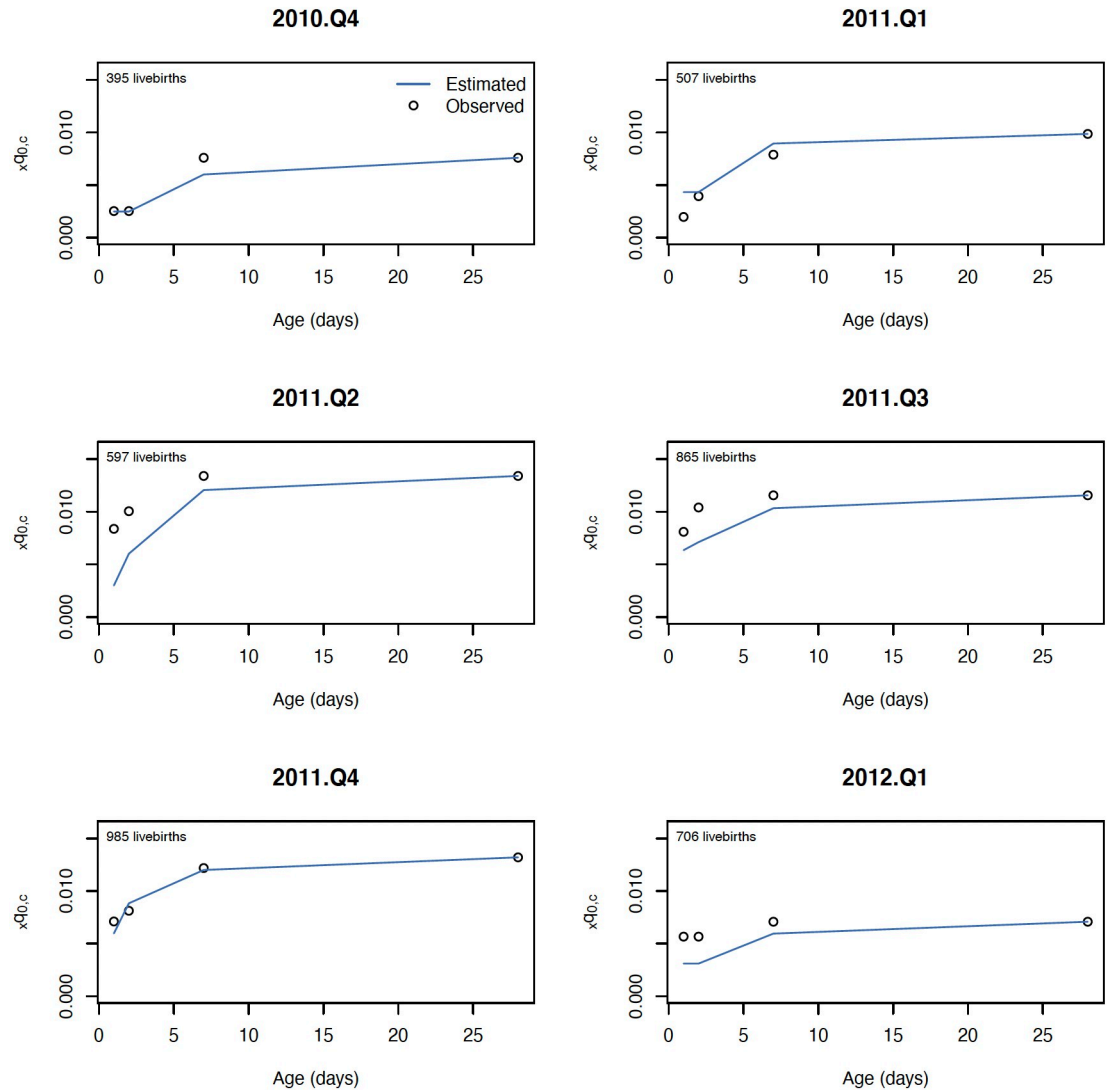 2010.Q4
395 livebirths
Estimated
Observed
xq0,c
0.000 0.010
0 5 10 15 20 25
Age (days)
2011.Q1
507 livebirths
xq0,c
0.000 0.010
0 5 10 15 20 25
Age (days)
2011.Q2
597 livebirths
xq0,c
0.000 0.010
0 5 10 15 20 25
Age (days)
2011.Q3
865 livebirths
xq0,c
0.000 0.010
0 5 10 15 20 25
Age (days)
2011.Q4
985 livebirths
xq0,c
0.000 0.010
0 5 10 15 20 25
Age (days)
2012.Q1
706 livebirths
xq0,c
0.000 0.010
0 5 10 15 20 25
Age (days)